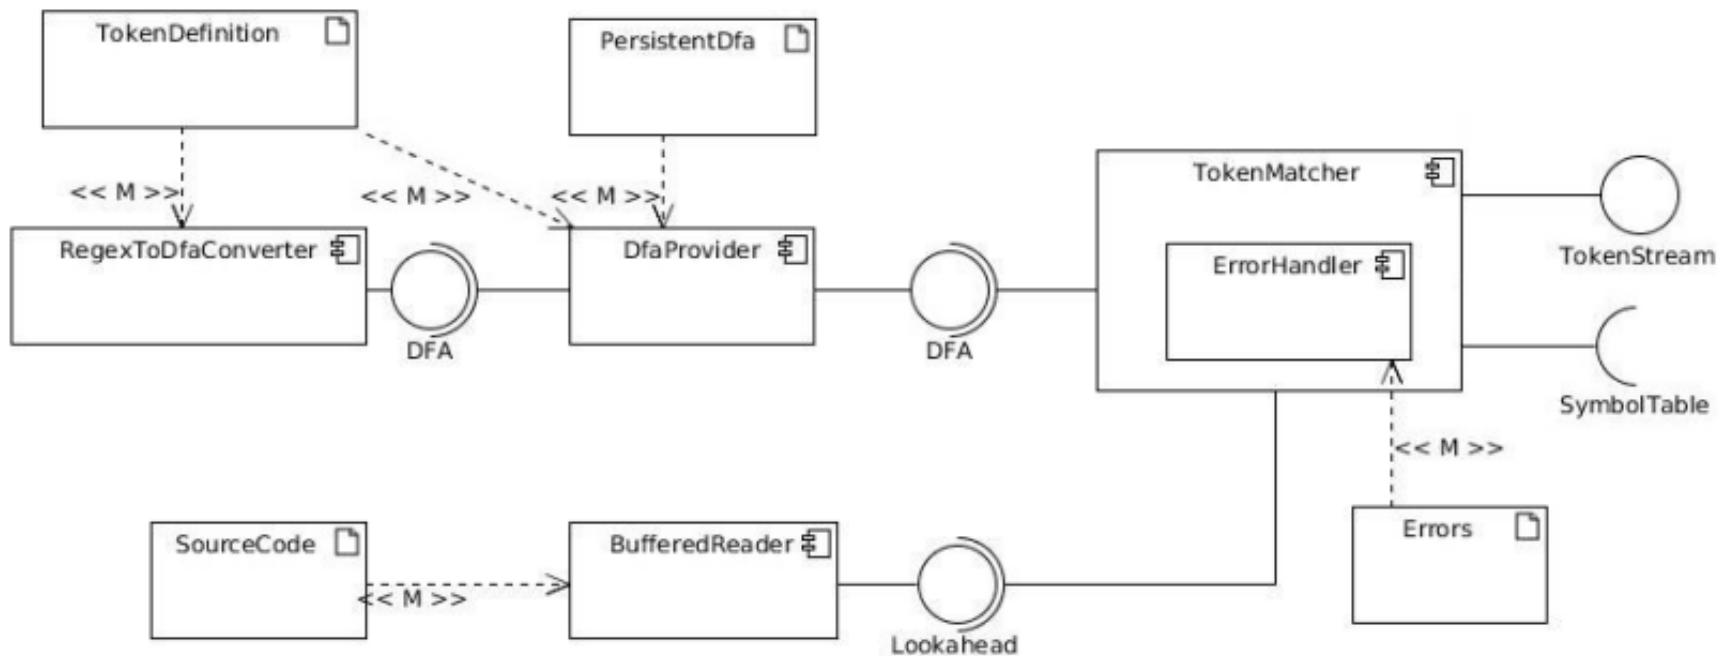 TokenDefinition
PersistentDfa
<< M >>
<< M >>
<< M >>
TokenMatcher
RegexToDfaConverter
DfaProvider
ErrorHandler
TokenStream
DFA
DFA
SymbolTable
<< M >>
SourceCode
BufferedReader
Errors
<< M >>
Lookahead